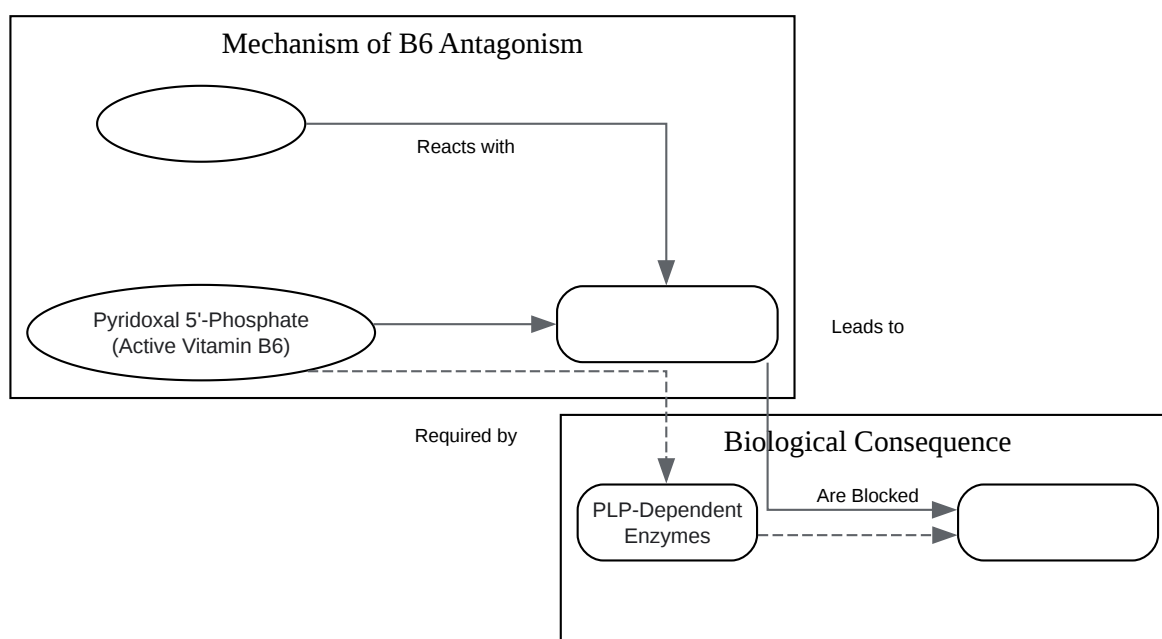 Mechanism of B6 Antagonism
Reacts with
Pyridoxal 5'-Phosphate
(Active Vitamin B6)
Leads to
Required by
Biological Consequence
Are Blocked
PLP-Dependent
Enzymes